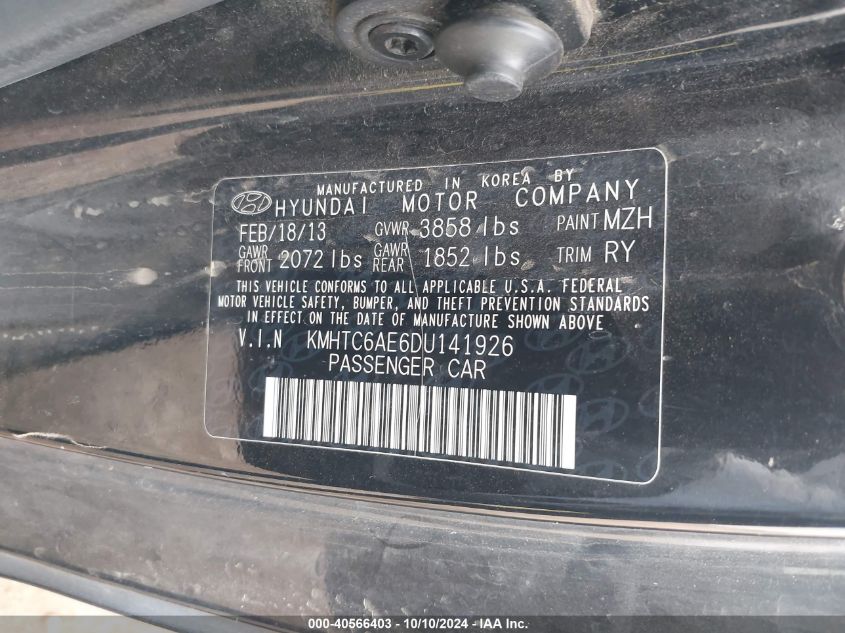 MANUFACTURED IN KOREA BY
HYUNDAI MOTOR COMPANY
FEB/18/13 GVWR 3858 lbs PAINT MZH
GAWR FRONT 2072 lbs GAWR REAR 1852 lbs TRIM RY
THIS VEHICLE CONFORMS TO ALL APPLICABLE U.S.A. FEDERAL
MOTOR VEHICLE SAFETY, BUMPER, AND THEFT PREVENTION STANDARDS
IN EFFECT ON THE DATE OF MANUFACTURE SHOWN ABOVE
V.I.N KMHTC6AE6DU141926
PASSENGER CAR
000-40566403 - 10/10/2024 - IAA Inc.